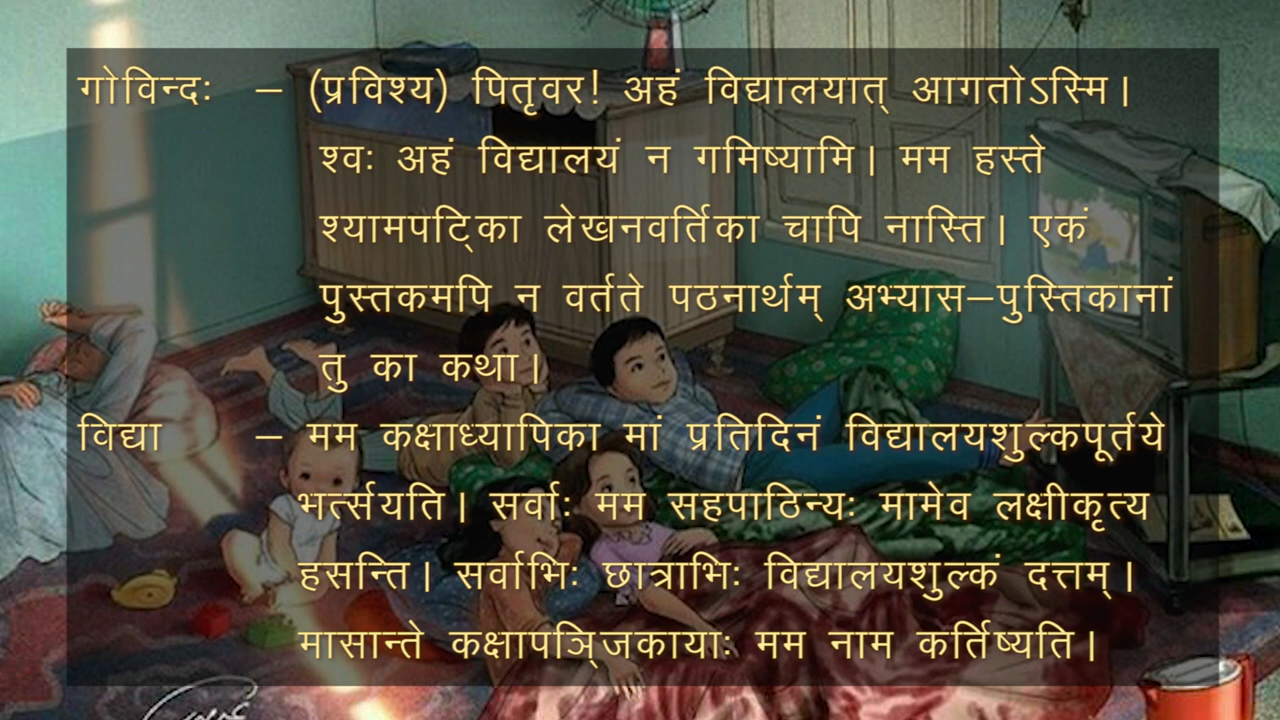 गोविन्दः – (प्रविश्य) पितृवर! अहं विद्यालयात् आगतोऽस्मि।
श्वः अहं विद्यालयं न गमिष्यामि। मम हस्ते
श्यामपट्टिका लेखनवर्तिका चापि नास्ति। एकं
पुस्तकमपि न वर्तते पठनार्थम् अभ्यास–पुस्तिकानां
तु का कथा।
विद्या – मम कक्षाध्यापिका मां प्रतिदिनं विद्यालयशुल्कपूर्तये
भर्त्सयति। सर्वाः मम सहपाठिन्यः मामेव लक्षीकृत्य
हसन्ति। सर्वाभिः छात्राभिः विद्यालयशुल्कं दत्तम्।
मासान्ते कक्षापञ्जिकायाः मम नाम कर्तिष्यति।